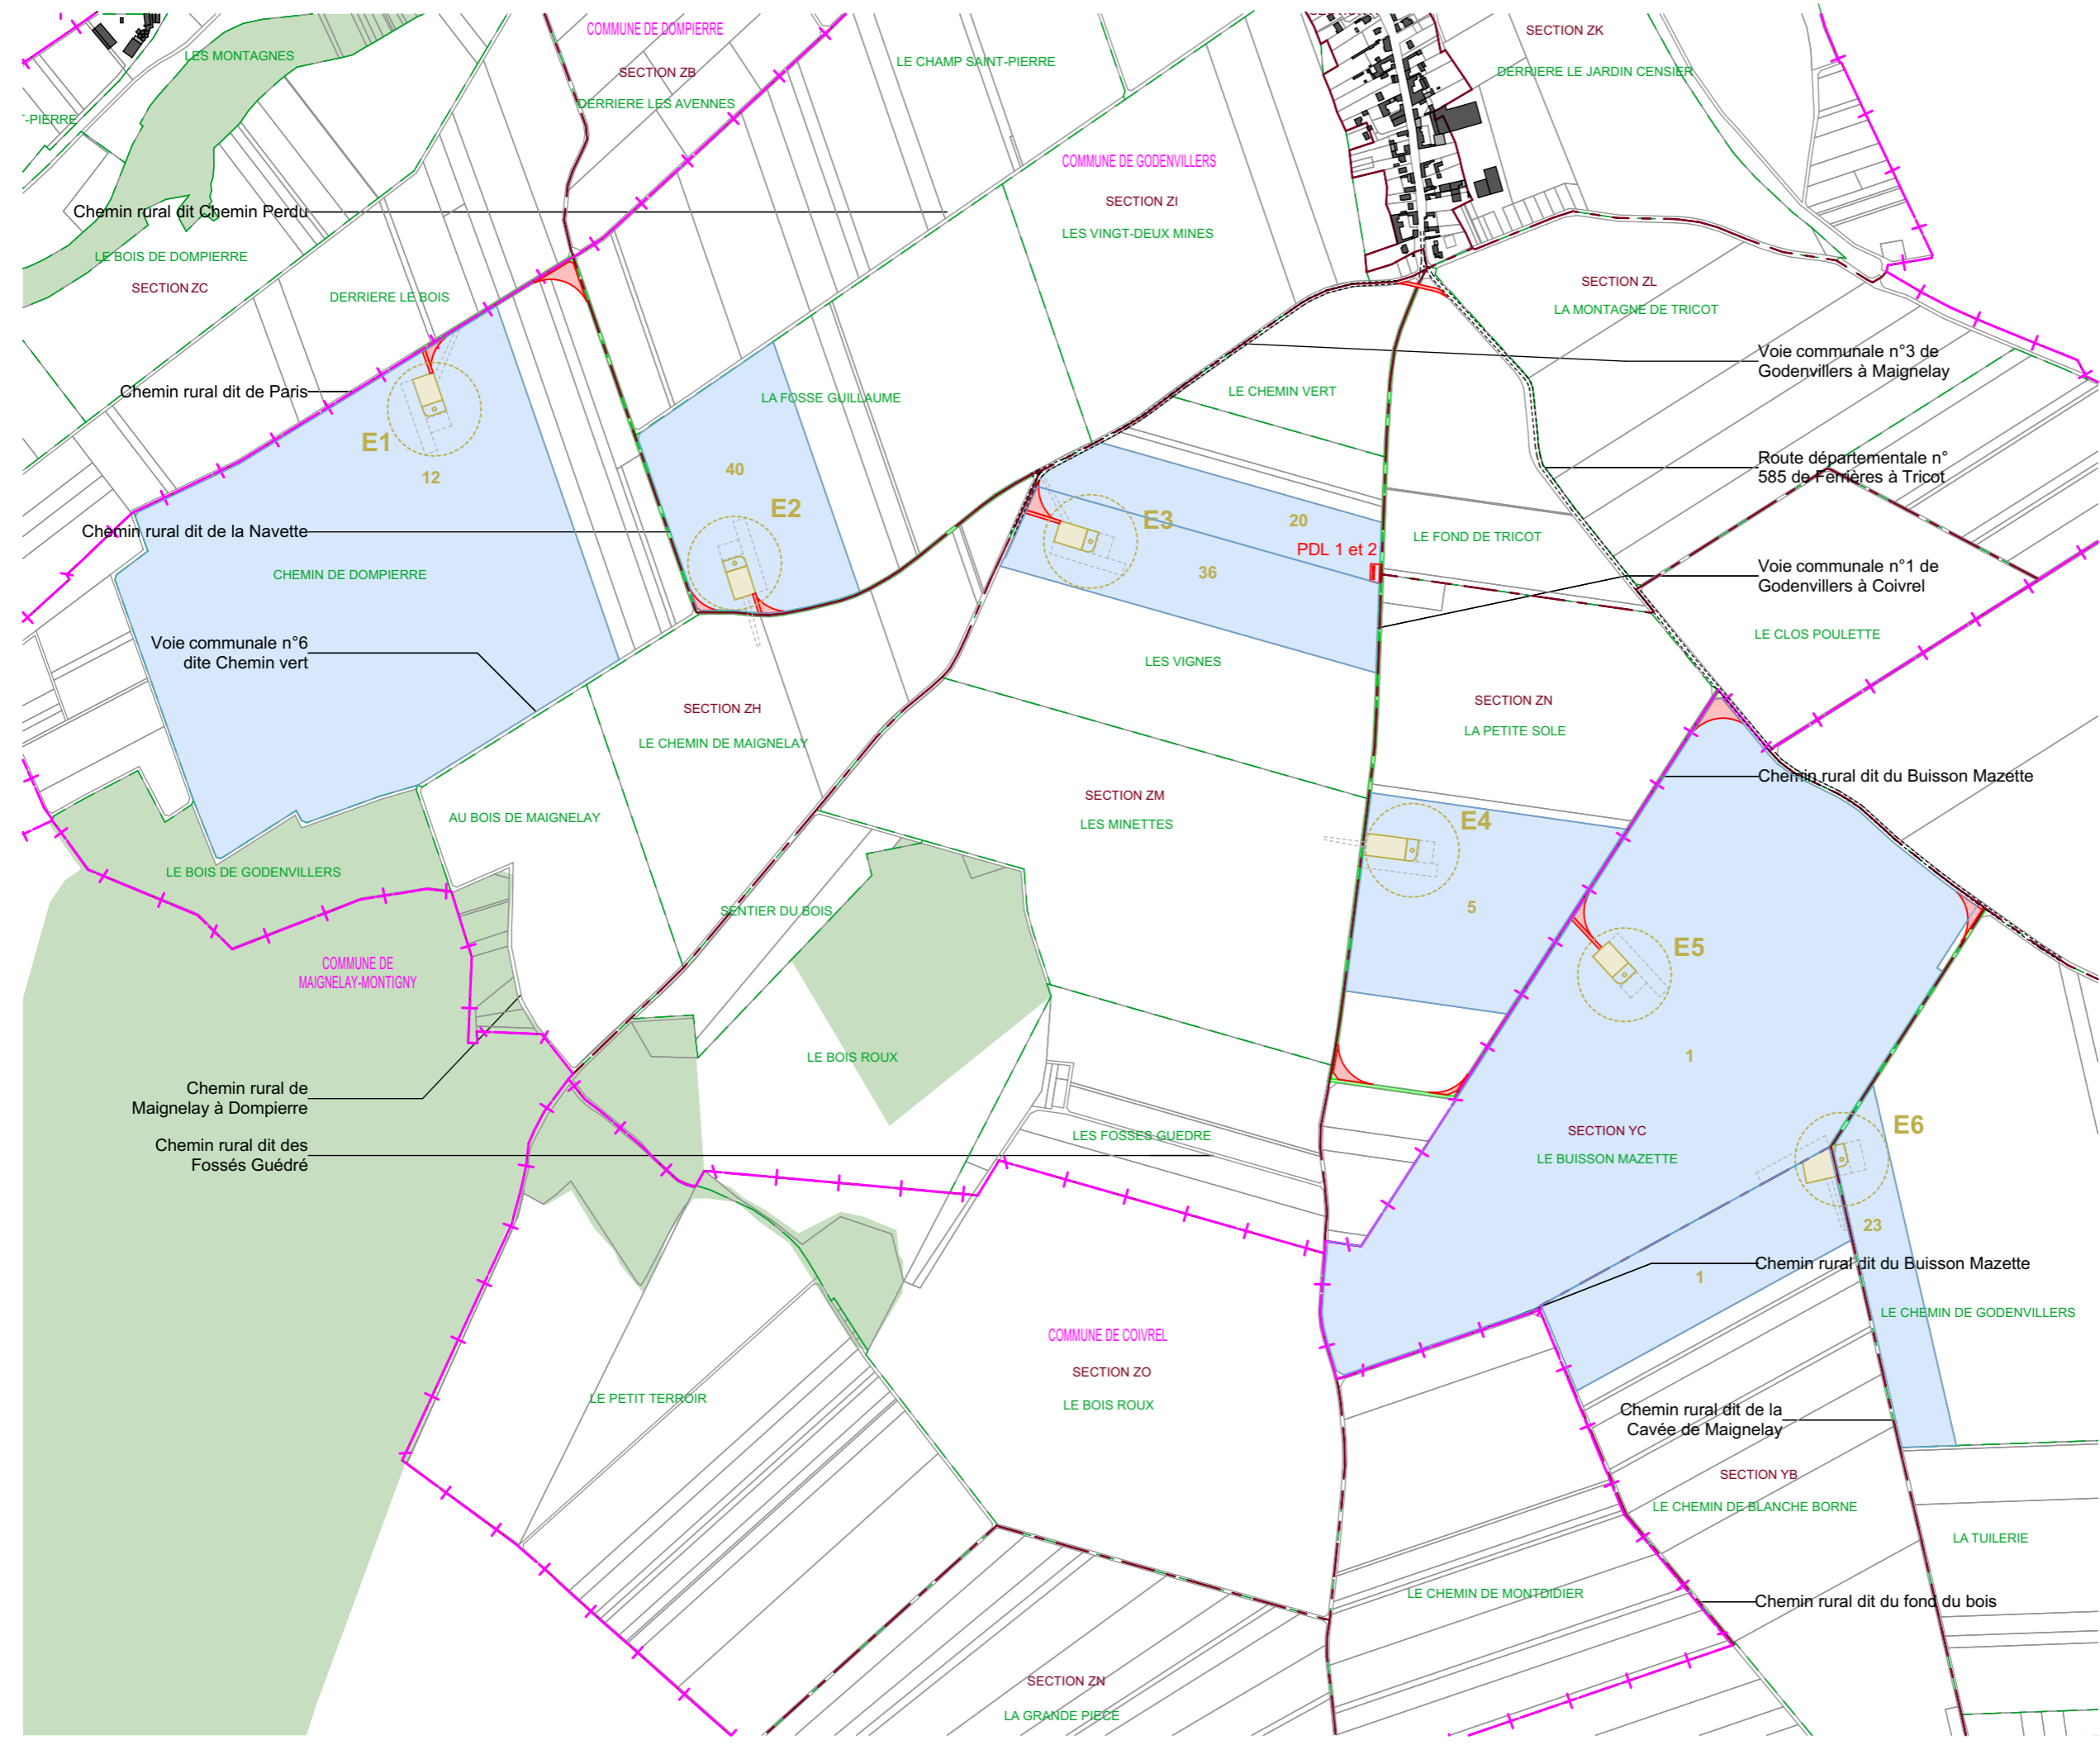 COMMUNE DE DOMPIERRE
SECTION ZB
DERRIERE LES AVENNES
LES MONTAGNES
LE CHAMP SAINT-PIERRE
SECTION ZK
DERRIERE LE JARDIN CENSIER
T-PIERRE
COMMUNE DE GODENVILLERS
SECTION ZI
LES VINGT-DEUX MINES
Chemin rural dit Chemin Perdu
LE BOIS DE DOMPIERRE
SECTION ZC
DERRIERE LE BOIS
SECTION ZL
LA MONTAGNE DE TRICOT
Voie communale n°3 de
Godenvillers à Maignelay
Chemin rural dit de Paris
LA FOSSE GUILLAUME
LE CHEMIN VERT
E1
12
40
E2
E3
20
36
PDL 1 et 2
LE FOND DE TRICOT
Route départementale n°
585 de Ferrières à Tricot
Chemin rural dit de la Navette
CHEMIN DE DOMPIERRE
Voie communale n°1 de
Godenvillers à Coivrel
LE CLOS POULETTE
Voie communale n°6
dite Chemin vert
LES VIGNES
SECTION ZH
LE CHEMIN DE MAIGNELAY
SECTION ZN
LA PETITE SOLE
Chemin rural dit du Buisson Mazette
AU BOIS DE MAIGNELAY
SECTION ZM
LES MINETTES
E4
5
LE BOIS DE GODENVILLERS
SENTIER DU BOIS
E5
1
COMMUNE DE
MAIGNELAY-MONTIGNY
LE BOIS ROUX
Chemin rural de
Maignelay à Dompierre
Chemin rural dit des
Fossés Guédré
LES FOSSES GUEDRE
SECTION YC
LE BUISSON MAZETTE
E6
23
Chemin rural dit du Buisson Mazette
1
LE CHEMIN DE GODENVILLERS
COMMUNE DE COIVREL
SECTION ZO
LE BOIS ROUX
LE PETIT TERROIR
Chemin rural dit de la
Cavée de Maignelay
SECTION YB
LE CHEMIN DE BLANCHE BORNE
LA TUILERIE
LE CHEMIN DE MONTDIDIER
Chemin rural dit du fond du bois
SECTION ZN
LA GRANDE PIECE